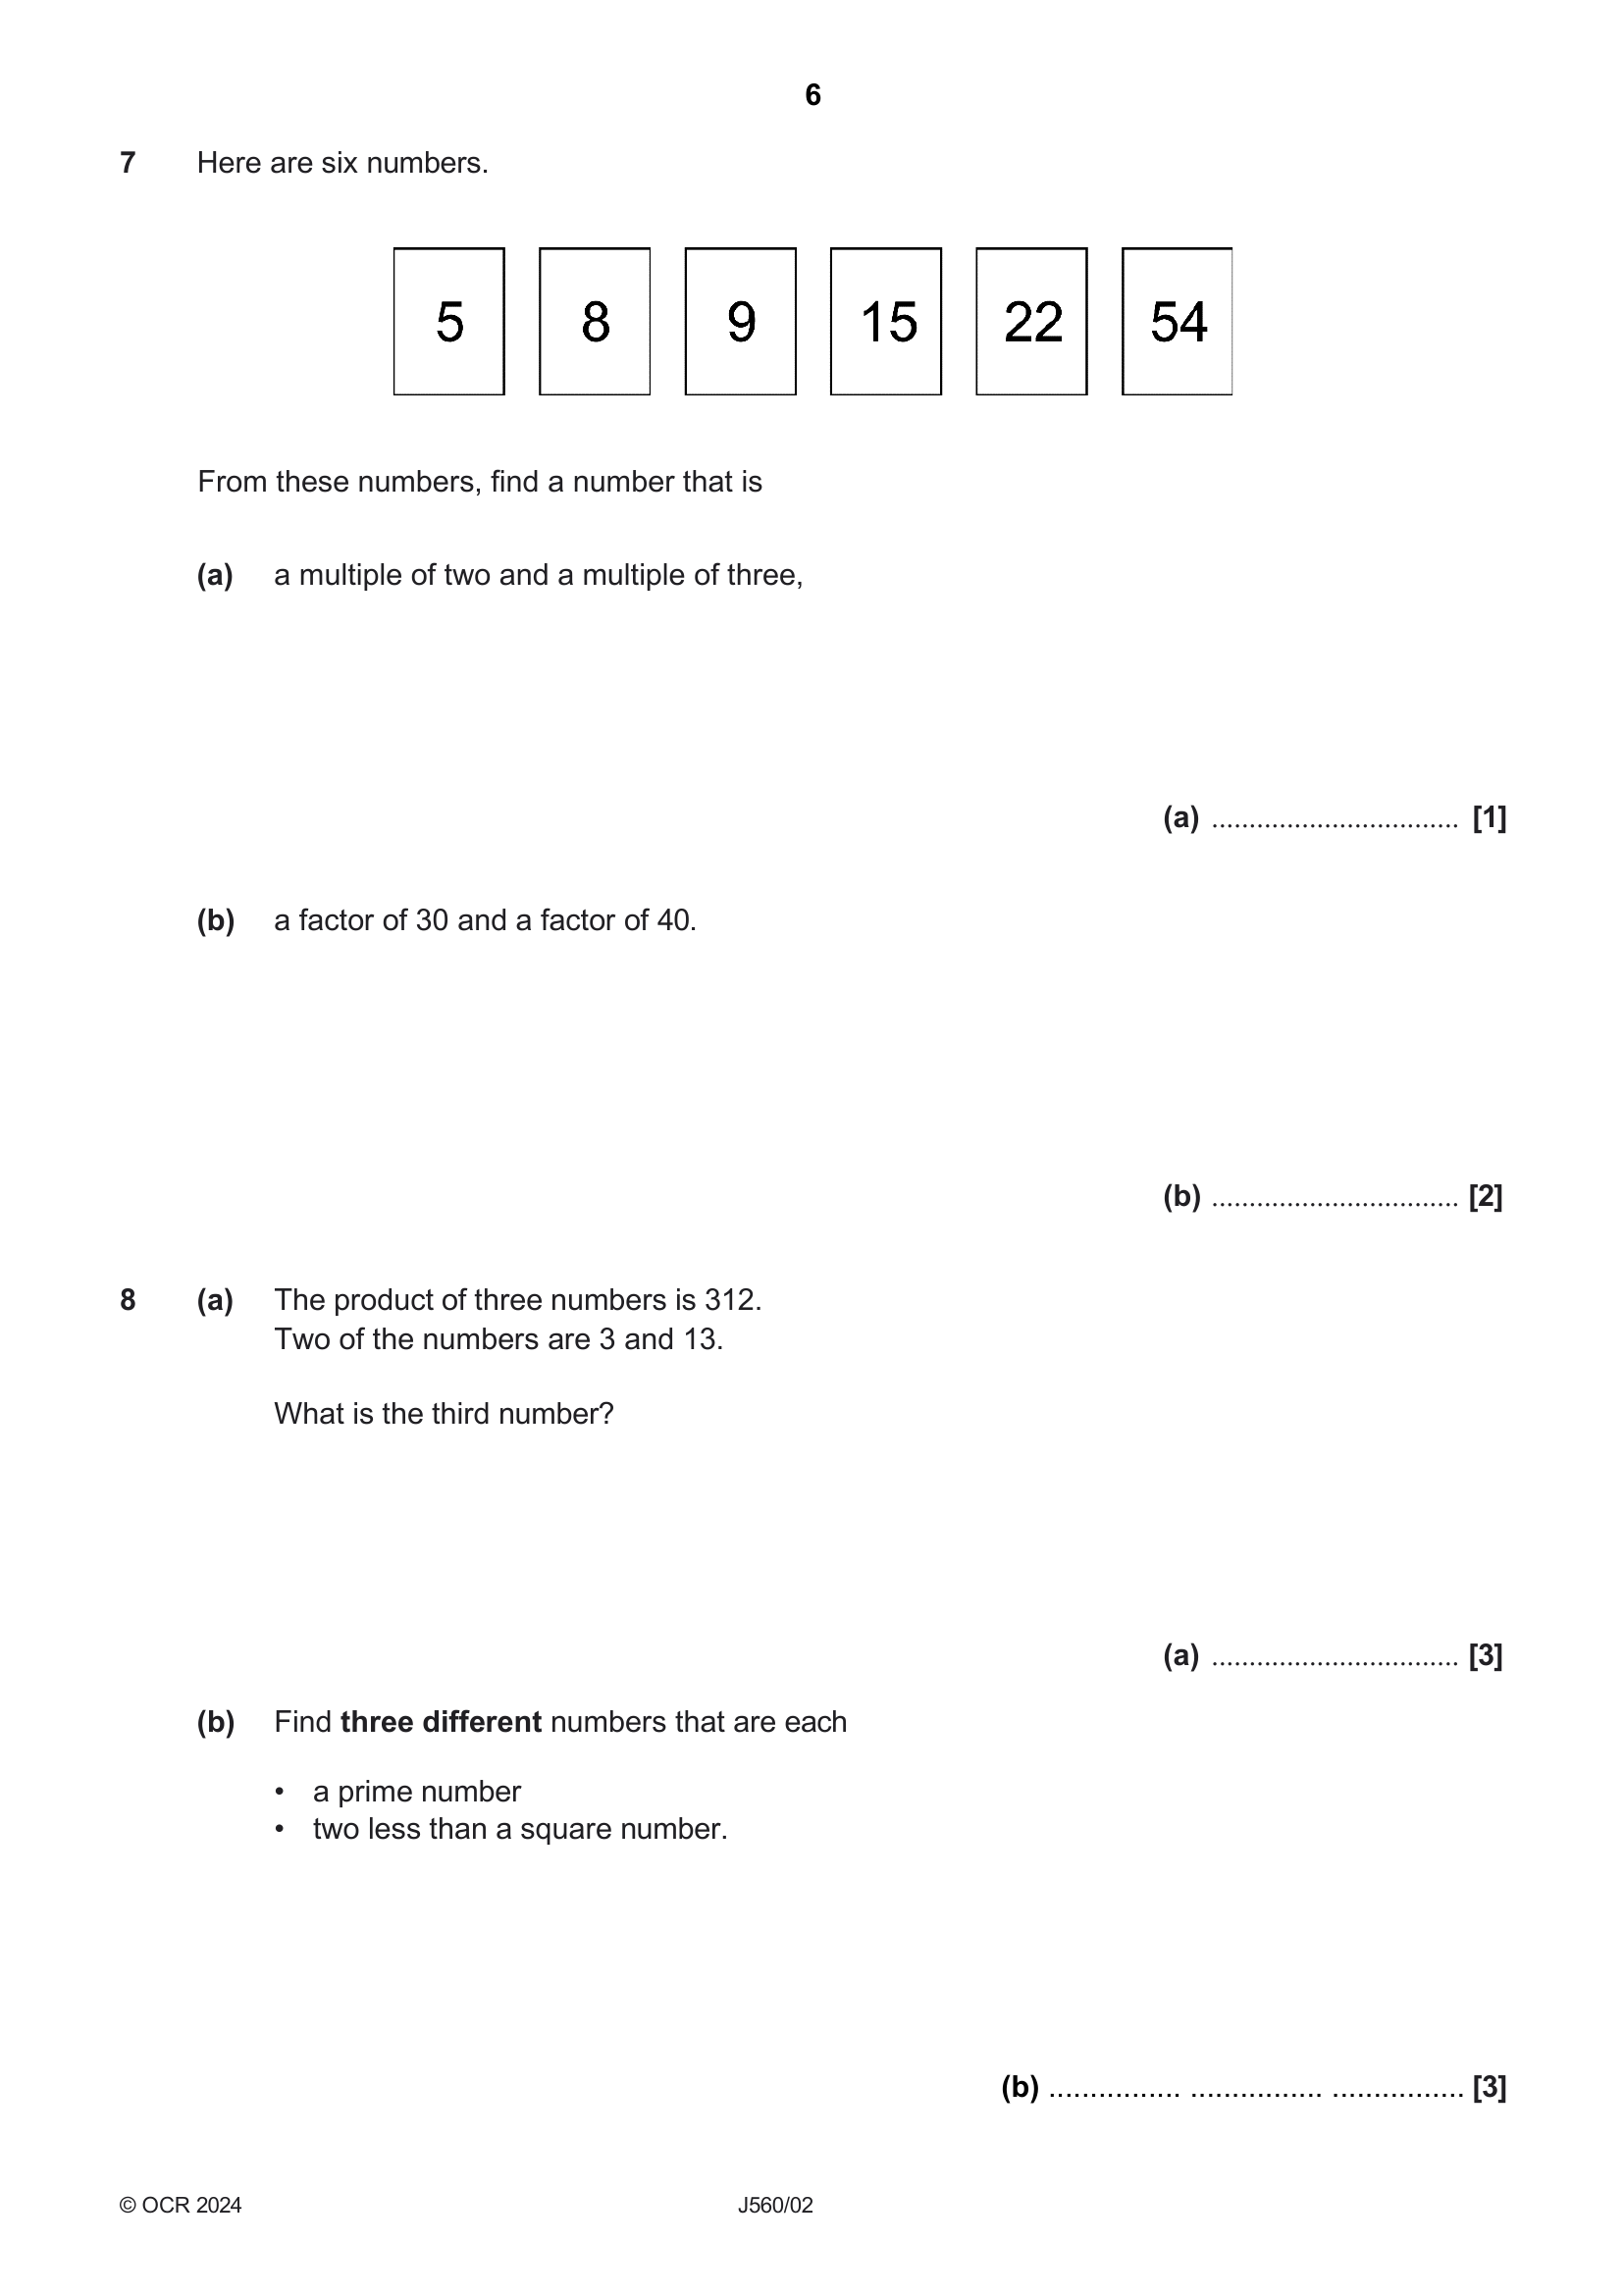 6
7 Here are six numbers.
5 8 9 15 22 54
From these numbers, find a number that is
(a) a multiple of two and a multiple of three,
(a) ................................. [1]
(b) a factor of 30 and a factor of 40.
(b) ................................. [2]
8 (a) The product of three numbers is 312.
Two of the numbers are 3 and 13.
What is the third number?
(a) ................................. [3]
(b) Find three different numbers that are each
• a prime number
• two less than a square number.
(b) ................ ................ ................ [3]
© OCR 2024 J560/02